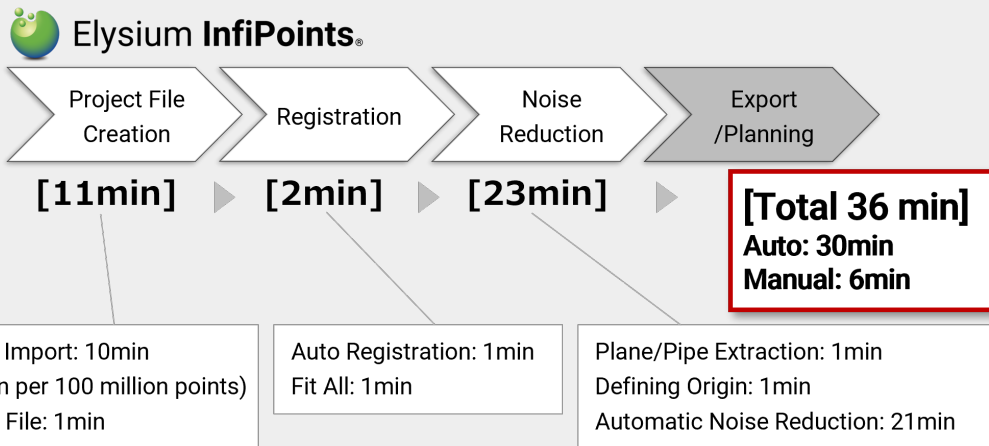 Elysium InfiPoints®
Project File
Creation
Registration
Noise
Reduction
Export
/Planning
[11min]
[2min]
[23min]
[Total 36 min]
Auto: 30min
Manual: 6min
Import: 10min
per 100 million points)
File: 1min
Auto Registration: 1min
Fit All: 1min
Plane/Pipe Extraction: 1min
Defining Origin: 1min
Automatic Noise Reduction: 21min